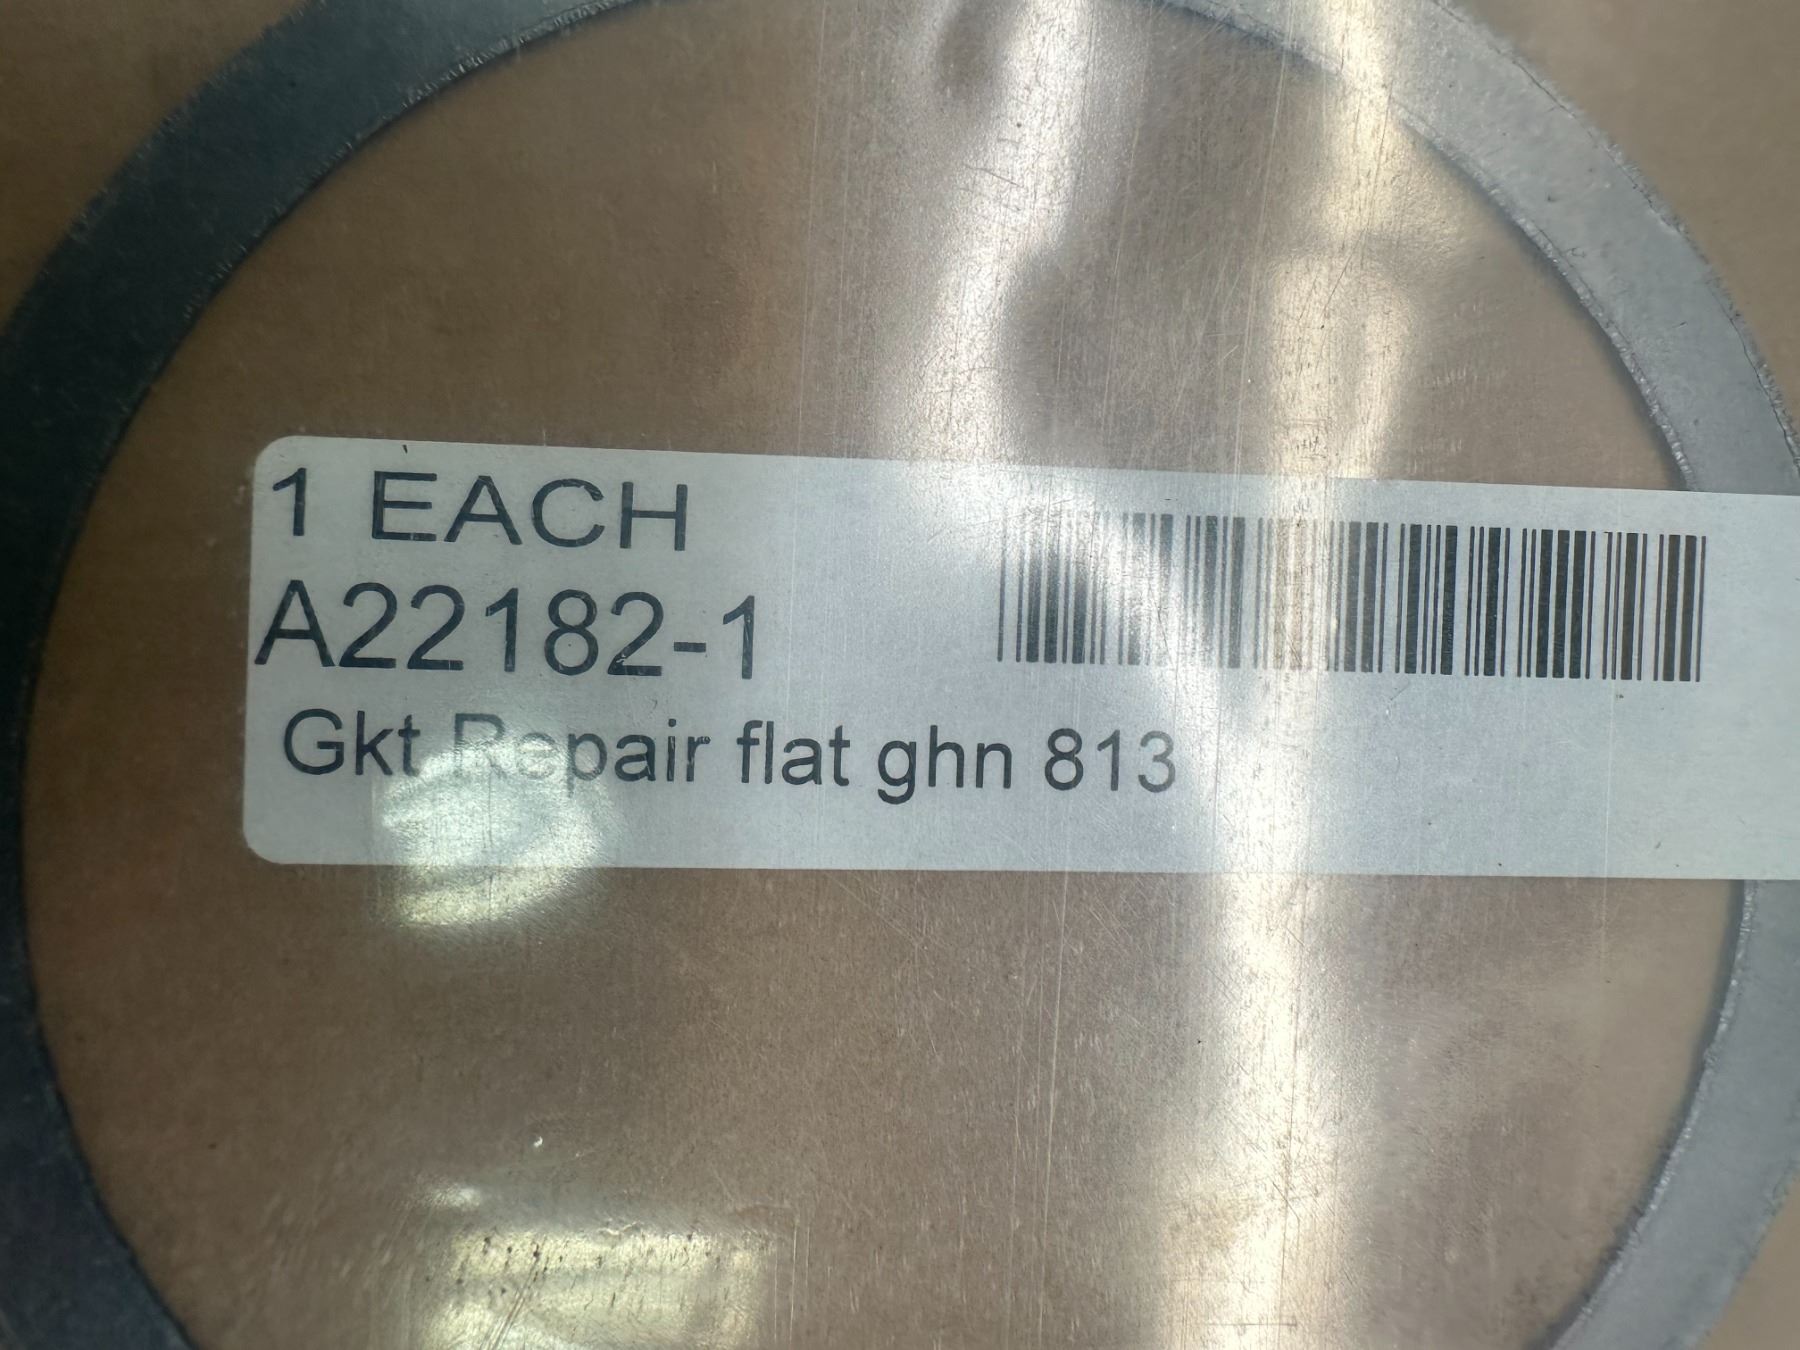 1 EACH
A22182-1
Gkt Repair flat ghn 813